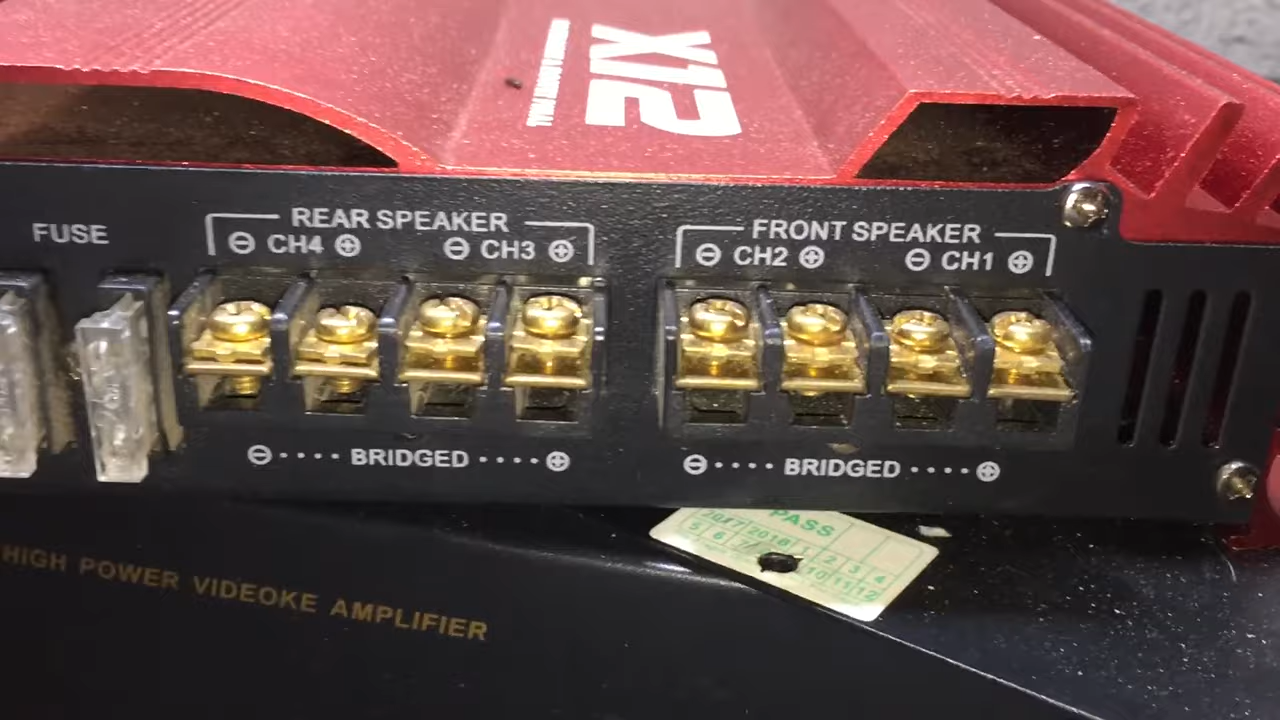 X12
FUSE
REAR SPEAKER
⊖ CH4 ⊕ ⊖ CH3 ⊕
FRONT SPEAKER
⊖ CH2 ⊕ ⊖ CH1 ⊕
⊖ ···· BRIDGED ···· ⊕
⊖ ···· BRIDGED ···· ⊕
PASS
2017 2018 1 2 3 4
5 6 7 10 11 12
HIGH POWER VIDEOKE AMPLIFIER